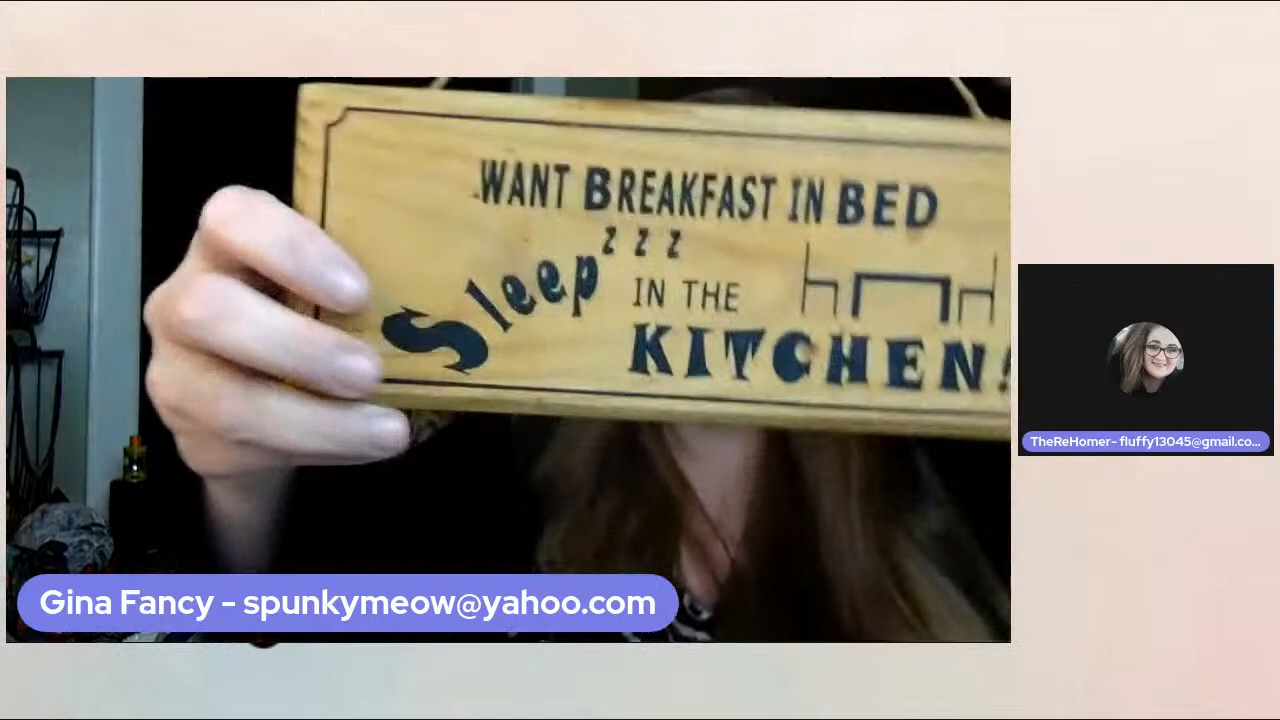 WANT BREAKFAST IN BED
z z z
Sleep
IN THE
KITCHEN!
Gina Fancy - spunkymeow@yahoo.com
TheReHomer- fluffy13045@gmail.co...